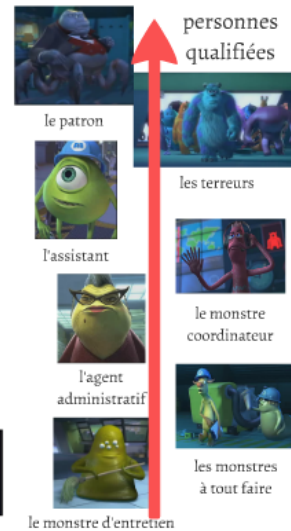 personnes
qualifiées
le patron
les terreurs
l'assistant
le monstre
coordinateur
l'agent
administratif
les monstres
à tout faire
le monstre d'entretien